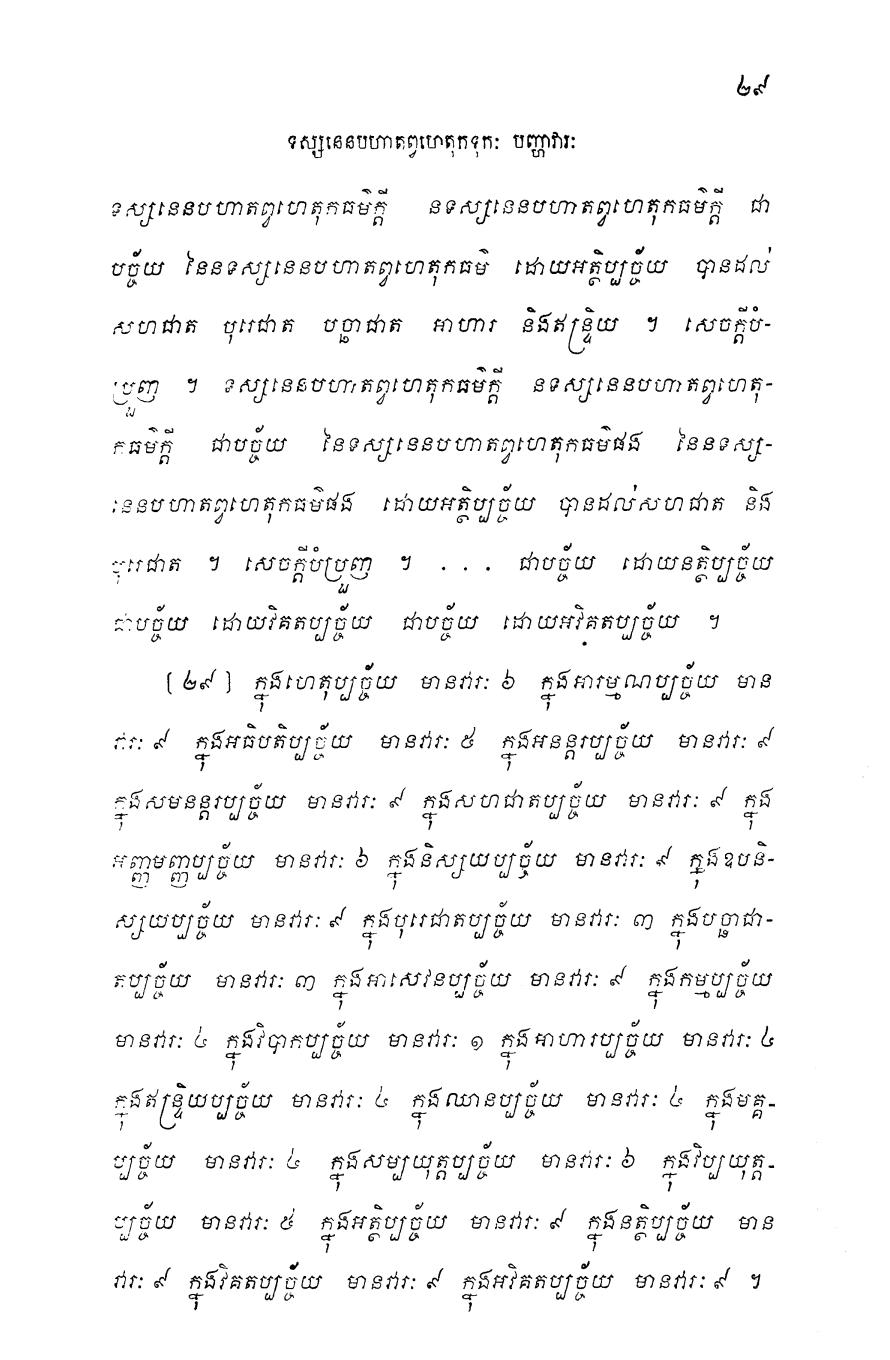 ២៩
ទស្សនេនបហាតព្វហេតុកទុកៈ បញ្ហាវារៈ
ទស្សនេនបហាតព្វហេតុកធម៌ក្តី នទស្សនេនបហាតព្វហេតុកធម៌ក្តី ជា
បច្ច័យ នៃនទស្សនេនបហាតព្វហេតុកធម៌ ដោយអត្ថិប្បច្ច័យ បានដល់
សហជាត បុរេជាត បច្ឆាជាត អាហារ និងឥន្ទ្រិយ ។ សេចក្តីបំ-
ប្រួញ ។ ទស្សនេនបហាតព្វហេតុកធម៌ក្តី នទស្សនេនបហាតព្វហេតុ-
កធម៌ក្តី ជាបច្ច័យ នៃទស្សនេនបហាតព្វហេតុកធម៌ផង នៃនទស្ស-
នេនបហាតព្វហេតុកធម៌ផង ដោយអត្ថិប្បច្ច័យ បានដល់សហជាត និង
បុរេជាត ។ សេចក្តីបំប្រួញ ។ . . . ជាបច្ច័យ ដោយនត្ថិប្បច្ច័យ
ជាបច្ច័យ ដោយវិគតប្បច្ច័យ ជាបច្ច័យ ដោយអវិគតប្បច្ច័យ ។
[២៩] ក្នុងហេតុប្បច្ច័យ មានវារៈ ៦ ក្នុងអារម្មណប្បច្ច័យ មាន
វារៈ ៩ ក្នុងអធិបតិប្បច្ច័យ មានវារៈ ៥ ក្នុងអនន្តរប្បច្ច័យ មានវារៈ ៩
ក្នុងសមនន្តរប្បច្ច័យ មានវារៈ ៩ ក្នុងសហជាតប្បច្ច័យ មានវារៈ ៩ ក្នុង
អញ្ញមញ្ញប្បច្ច័យ មានវារៈ ៦ ក្នុងនិស្សយប្បច្ច័យ មានវារៈ ៩ ក្នុងឧបនិ-
ស្សយប្បច្ច័យ មានវារៈ ៩ ក្នុងបុរេជាតប្បច្ច័យ មានវារៈ ៣ ក្នុងបច្ឆាជា-
តប្បច្ច័យ មានវារៈ ៣ ក្នុងអាសេវនប្បច្ច័យ មានវារៈ ៩ ក្នុងកម្មប្បច្ច័យ
មានវារៈ ៤ ក្នុងវិបាកប្បច្ច័យ មានវារៈ ១ ក្នុងអាហារប្បច្ច័យ មានវារៈ ៤
ក្នុងឥន្ទ្រិយប្បច្ច័យ មានវារៈ ៤ ក្នុងឈានប្បច្ច័យ មានវារៈ ៤ ក្នុងមគ្គ-
ប្បច្ច័យ មានវារៈ ៤ ក្នុងសម្បយុត្តប្បច្ច័យ មានវារៈ ៦ ក្នុងវិប្បយុត្ត-
ប្បច្ច័យ មានវារៈ ៥ ក្នុងអត្ថិប្បច្ច័យ មានវារៈ ៩ ក្នុងនត្ថិប្បច្ច័យ មាន
វារៈ ៩ ក្នុងវិគតប្បច្ច័យ មានវារៈ ៩ ក្នុងអវិគតប្បច្ច័យ មានវារៈ ៩ ។